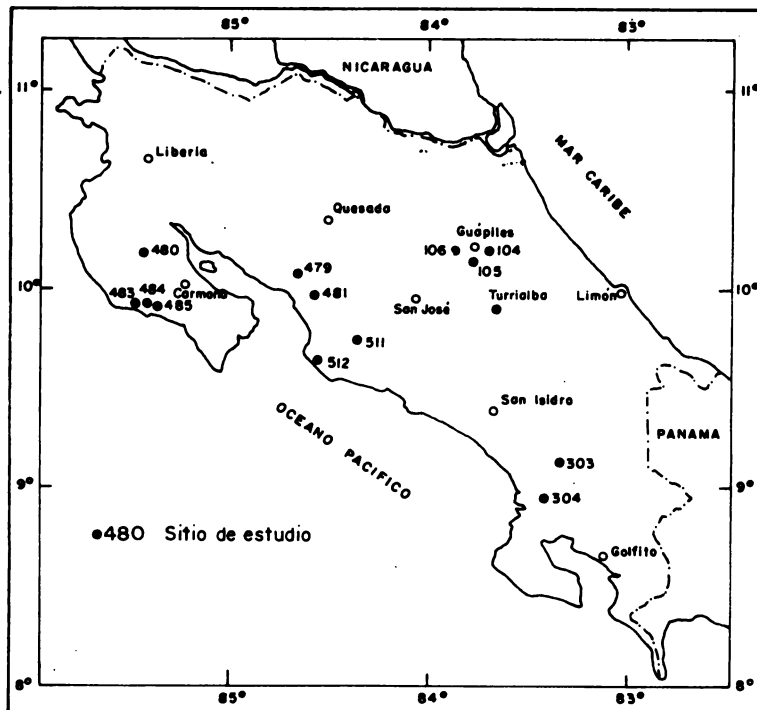 85° 84° 83°
NICARAGUA
11° 11°
MAR CARIBE
Liberia
Quesada
Guápiles
480
106 104
105
479
10° 10°
483 484 Carmona
485
481
San José
Turrialba
Limón
511
512
San Isidro
OCEANO PACIFICO
PANAMA
303
304
9° 9°
480 Sitio de estudio
Golfito
8° 8°
85° 84° 83°